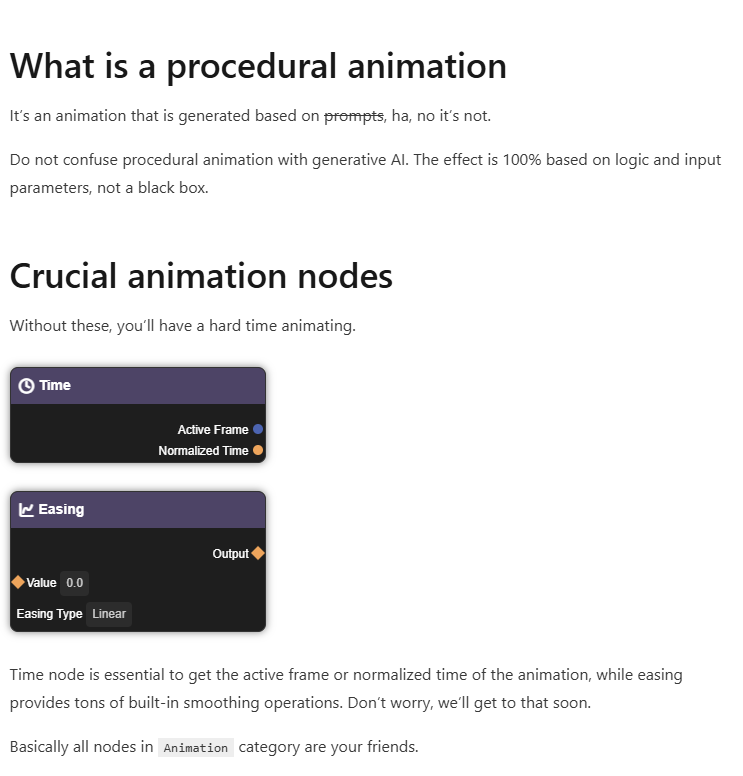 What is a procedural animation
It’s an animation that is generated based on prompts, ha, no it’s not.
Do not confuse procedural animation with generative AI. The effect is 100% based on logic and input
parameters, not a black box.
Crucial animation nodes
Without these, you’ll have a hard time animating.
Time
Active Frame
Normalized Time
Easing
Output
Value 0.0
Easing Type Linear
Time node is essential to get the active frame or normalized time of the animation, while easing
provides tons of built-in smoothing operations. Don’t worry, we’ll get to that soon.
Basically all nodes in Animation category are your friends.